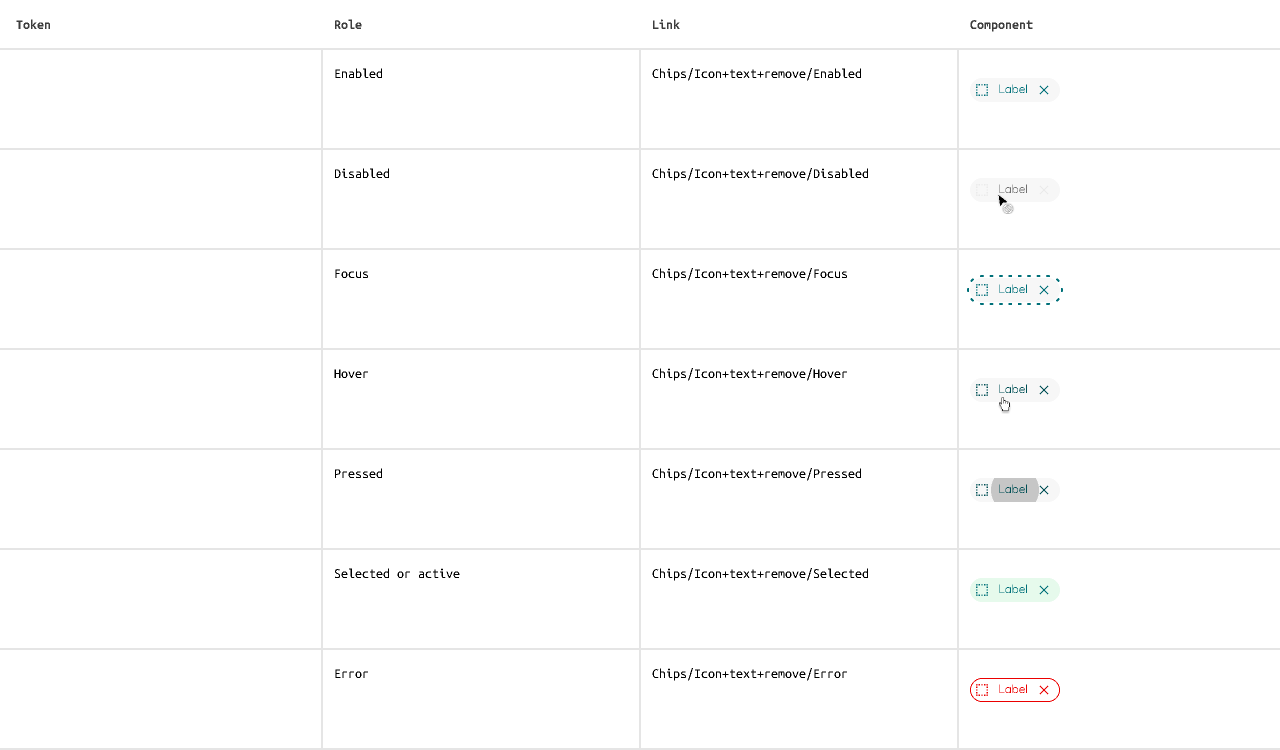 Token Role Link Component
Enabled Chips/Icon+text+remove/Enabled Label
Disabled Chips/Icon+text+remove/Disabled Label
Focus Chips/Icon+text+remove/Focus Label
Hover Chips/Icon+text+remove/Hover Label
Pressed Chips/Icon+text+remove/Pressed Label
Selected or active Chips/Icon+text+remove/Selected Label
Error Chips/Icon+text+remove/Error Label